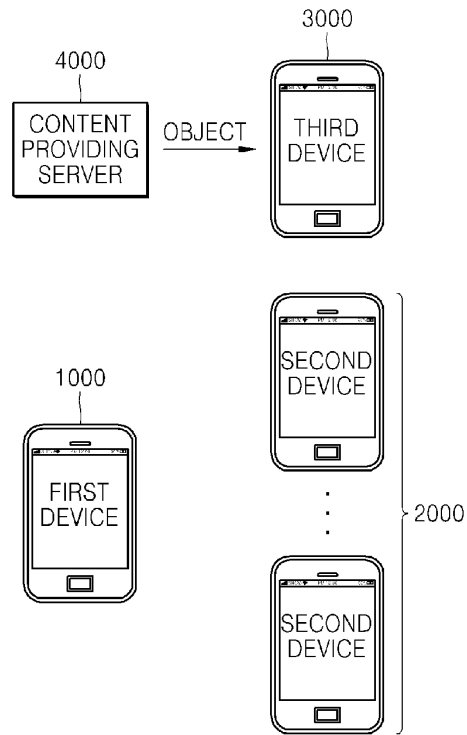 3000
4000
CONTENT
PROVIDING
SERVER
OBJECT
THIRD
DEVICE
SECOND
DEVICE
1000
FIRST
DEVICE
2000
SECOND
DEVICE